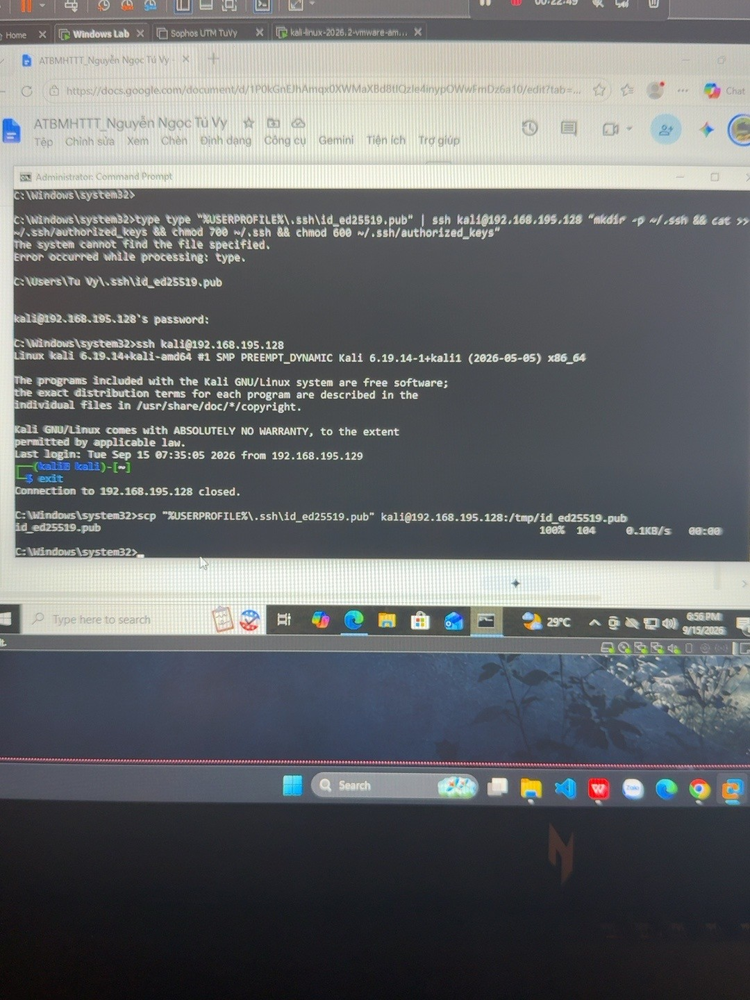 00:22:49
Home
Windows Lab
Sophos UTM TuVy
kali-linux-2026.2-vmware-am...
ATBMHTTT_Nguyễn Ngọc Tú Vy -
https://docs.google.com/document/d/1P0kGnEJhAmqx0XWMaXBd8tIQzle4inypOWwFmDz6a10/edit?tab=...
Chat
ATBMHTTT_Nguyễn Ngọc Tú Vy
Tệp Chỉnh sửa Xem Chèn Định dạng Công cụ Gemini Tiện ích Trợ giúp
Administrator: Command Prompt
C:\Windows\system32>
C:\Windows\system32>type type "%USERPROFILE%\.ssh\id_ed25519.pub" | ssh kali@192.168.195.128 "mkdir -p ~/.ssh && cat >>
~/.ssh/authorized_keys && chmod 700 ~/.ssh && chmod 600 ~/.ssh/authorized_keys"
The system cannot find the file specified.
Error occurred while processing: type.
C:\Users\Tu Vy\.ssh\id_ed25519.pub
kali@192.168.195.128's password:
C:\Windows\system32>ssh kali@192.168.195.128
Linux kali 6.19.14+kali-amd64 #1 SMP PREEMPT_DYNAMIC Kali 6.19.14-1+kali1 (2026-05-05) x86_64
The programs included with the Kali GNU/Linux system are free software;
the exact distribution terms for each program are described in the
individual files in /usr/share/doc/*/copyright.
Kali GNU/Linux comes with ABSOLUTELY NO WARRANTY, to the extent
permitted by applicable law.
Last login: Tue Sep 15 07:35:05 2026 from 192.168.195.129
(kali㉿kali)-[~]
$ exit
Connection to 192.168.195.128 closed.
C:\Windows\system32>scp "%USERPROFILE%\.ssh\id_ed25519.pub" kali@192.168.195.128:/tmp/id_ed25519.pub
id_ed25519.pub 100% 104 0.1KB/s 00:00
C:\Windows\system32>
Type here to search
29°C
6:56 PM
9/15/2026
Search
Zalo